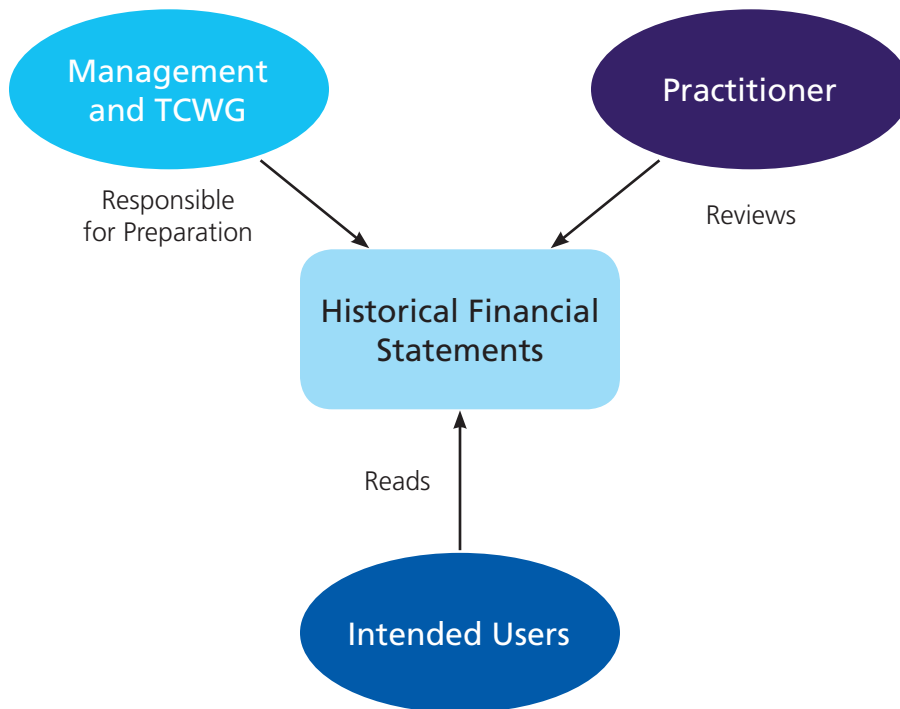 Management
and TCWG
Practitioner
Responsible
for Preparation
Reviews
Historical Financial
Statements
Reads
Intended Users